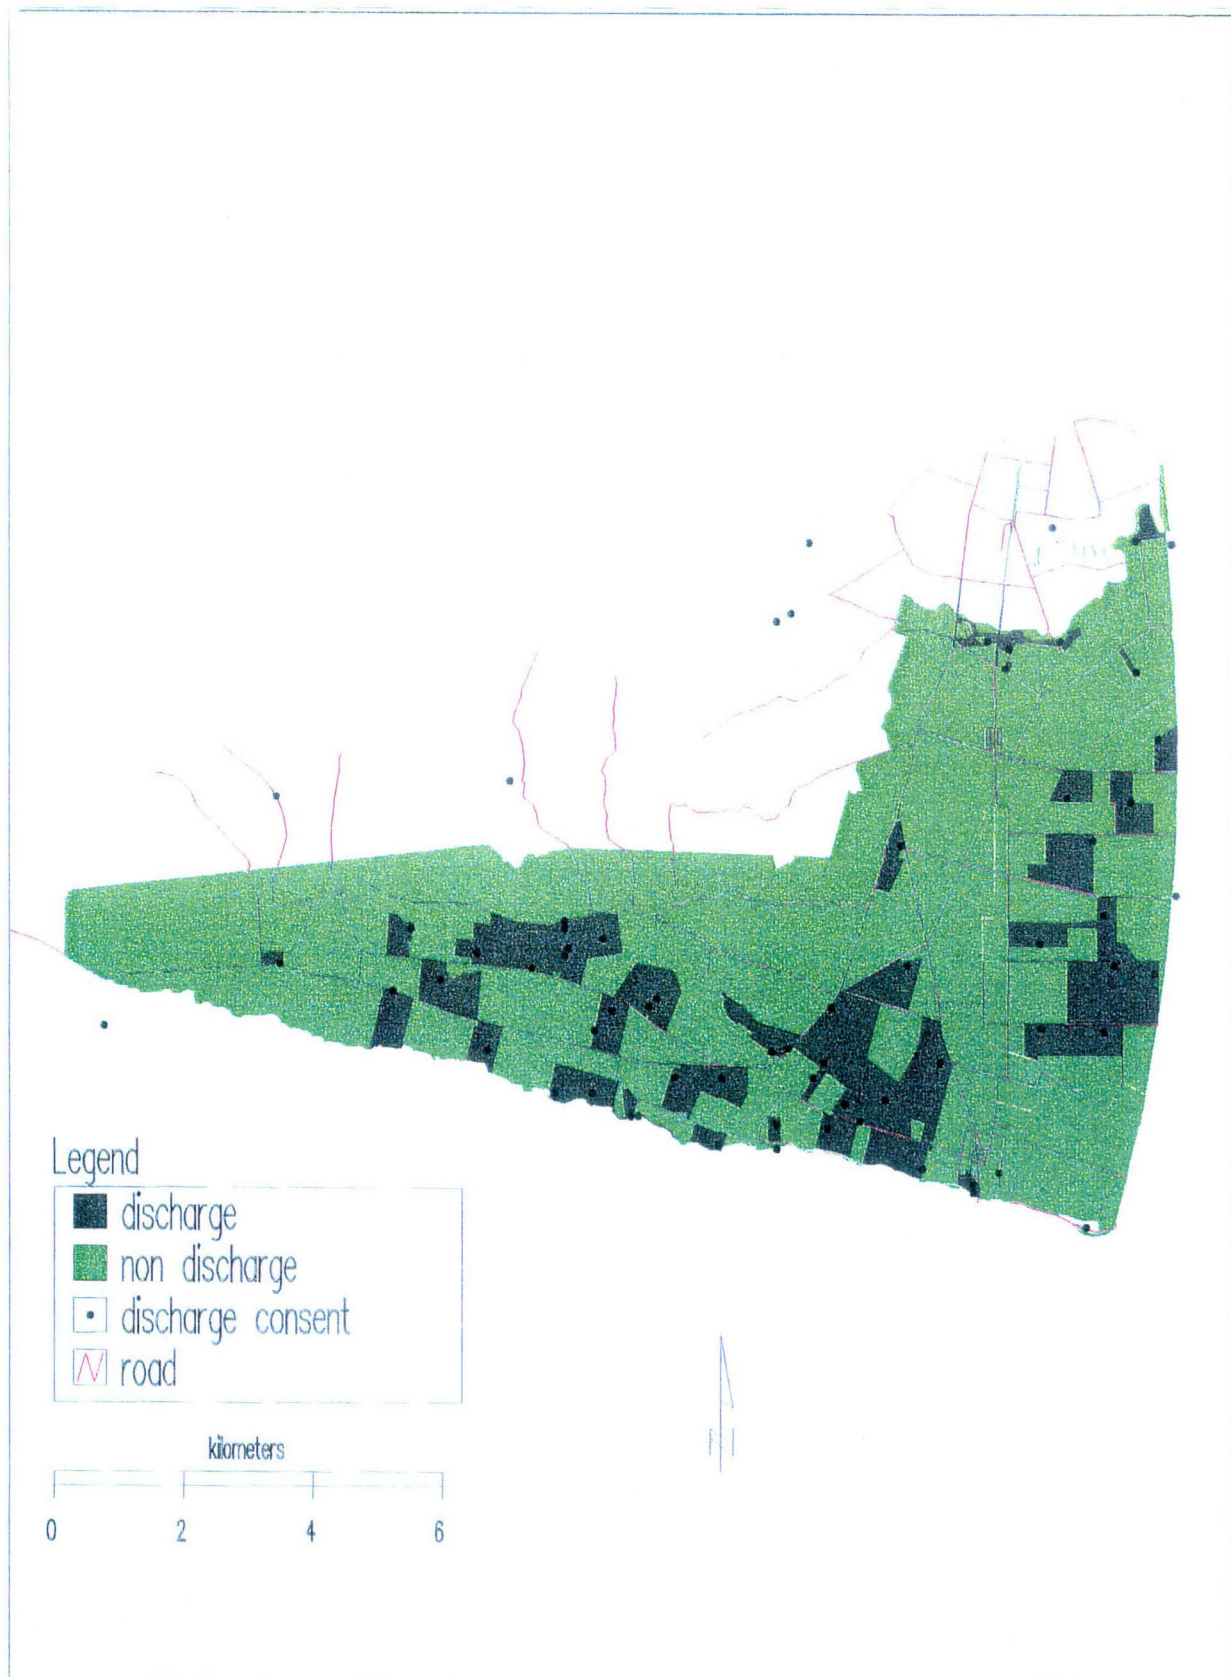 Legend
discharge
non discharge
discharge consent
road
kilometers
0 2 4 6
N